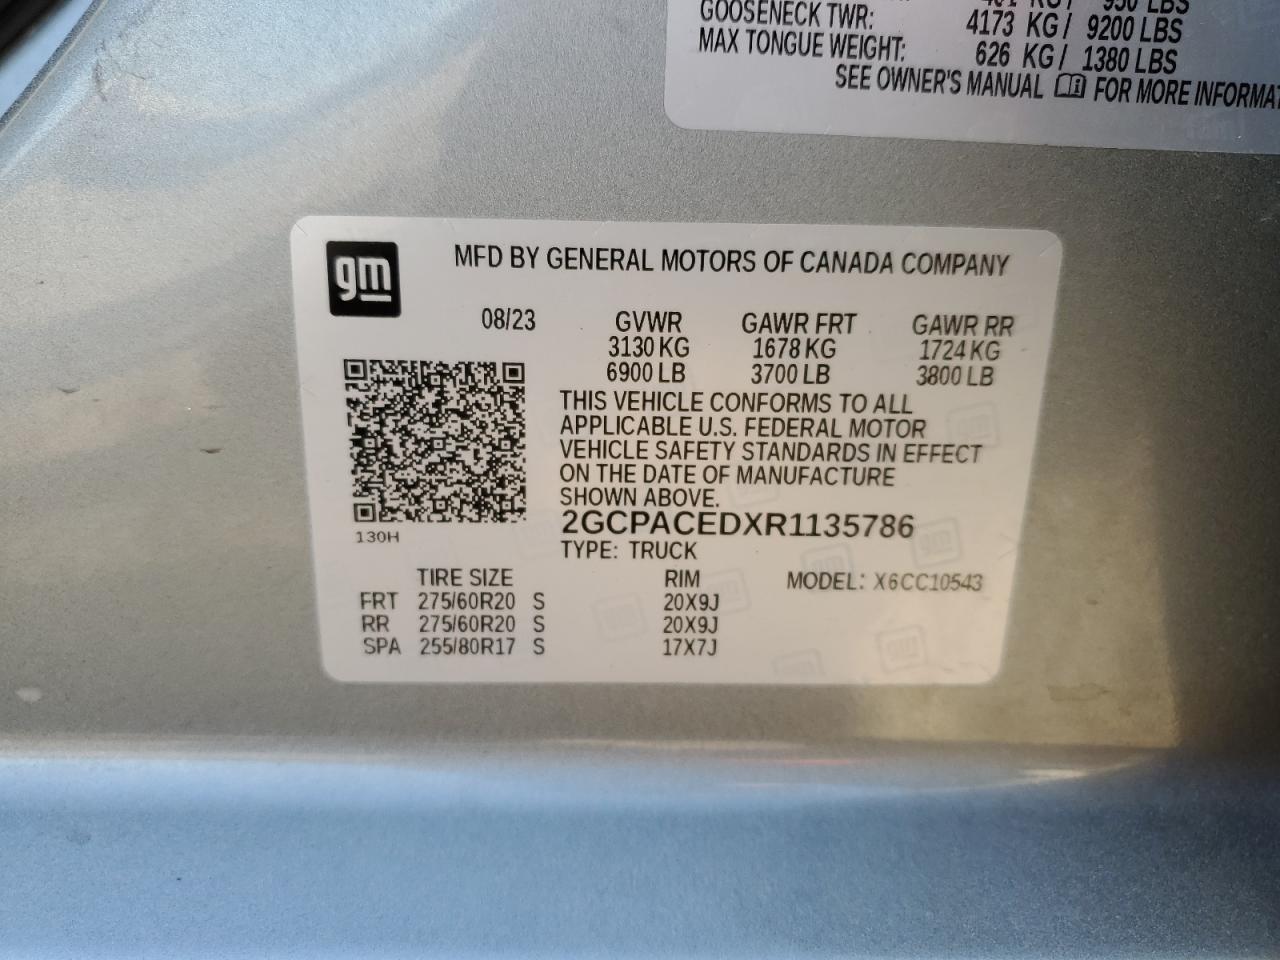 950 LBS
GOOSENECK TWR: 4173 KG / 9200 LBS
MAX TONGUE WEIGHT: 626 KG / 1380 LBS
SEE OWNER'S MANUAL FOR MORE
gm
MFD BY GENERAL MOTORS OF CANADA COMPANY
08/23 GVWR GAWR FRT GAWR RR
3130 KG 1678 KG 1724 KG
6900 LB 3700 LB 3800 LB
THIS VEHICLE CONFORMS TO ALL
APPLICABLE U.S. FEDERAL MOTOR
VEHICLE SAFETY STANDARDS IN EFFECT
ON THE DATE OF MANUFACTURE
SHOWN ABOVE.
2GCPACEDXR1135786
130H
TYPE: TRUCK
TIRE SIZE RIM MODEL: X6CC10543
FRT 275/60R20 S 20X9J
RR 275/60R20 S 20X9J
SPA 255/80R17 S 17X7J